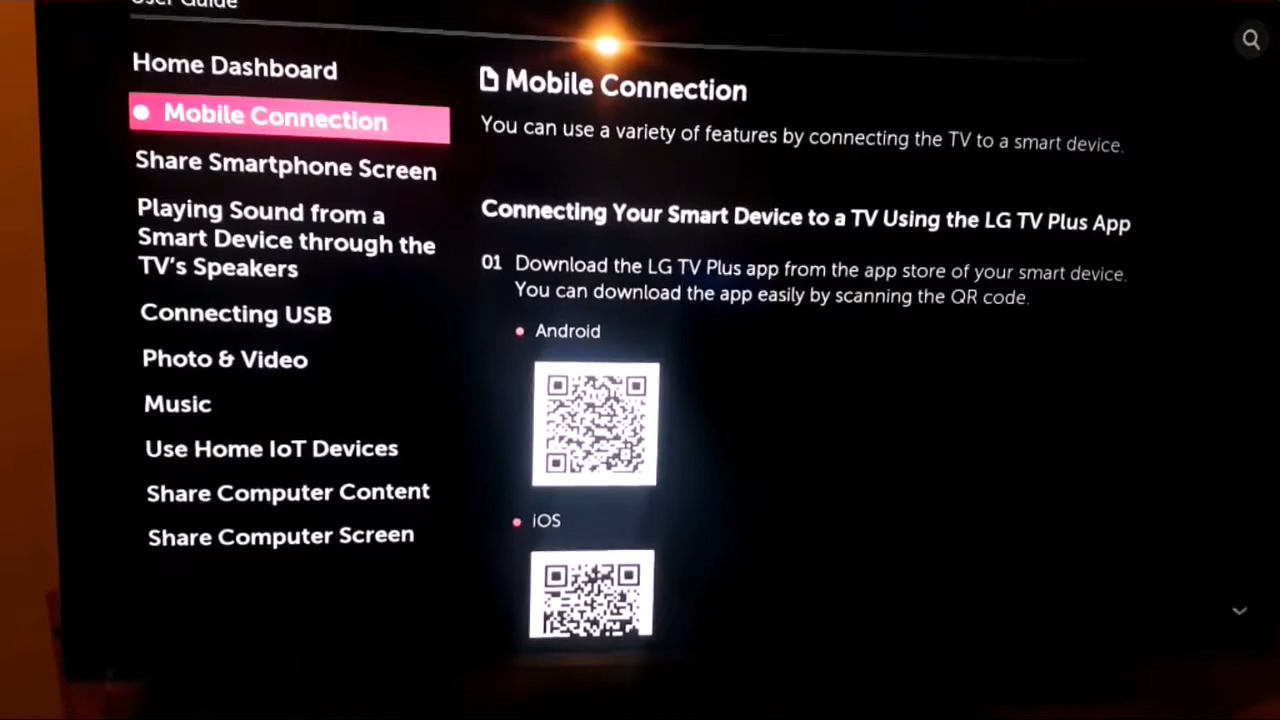 User Guide
Home Dashboard
Mobile Connection
Share Smartphone Screen
Playing Sound from a
Smart Device through the
TV's Speakers
Connecting USB
Photo & Video
Music
Use Home IoT Devices
Share Computer Content
Share Computer Screen
Mobile Connection
You can use a variety of features by connecting the TV to a smart device.
Connecting Your Smart Device to a TV Using the LG TV Plus App
01 Download the LG TV Plus app from the app store of your smart device.
You can download the app easily by scanning the QR code.
Android
iOS